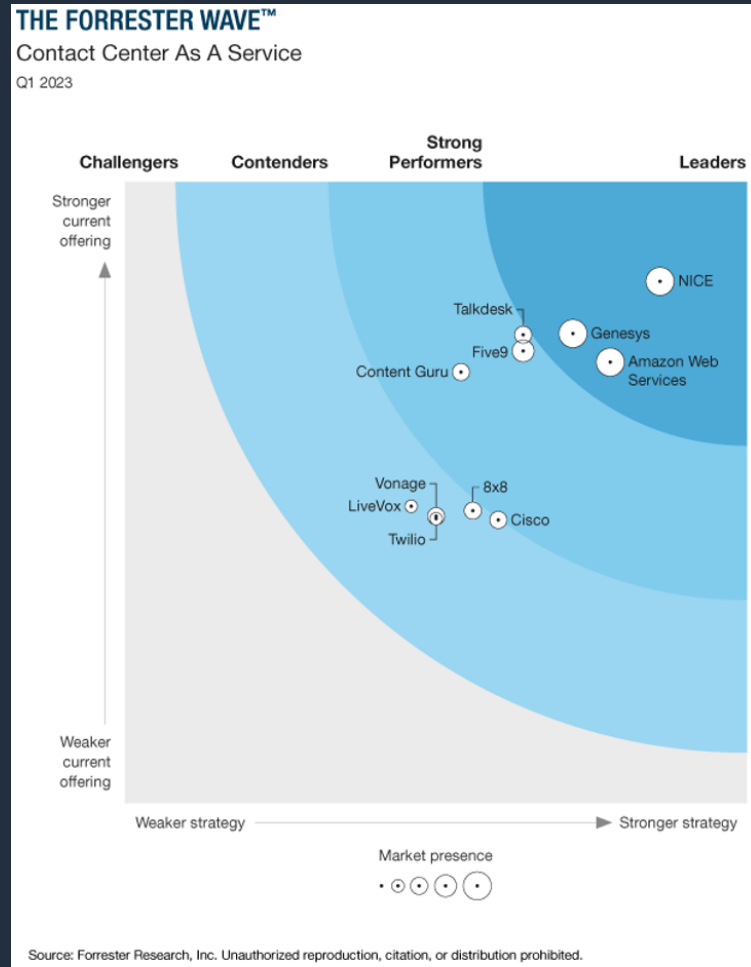 THE FORRESTER WAVE™
Contact Center As A Service
Q1 2023
Challengers
Contenders
Strong
Performers
Leaders
Stronger
current
offering
NICE
Talkdesk
Genesys
Five9
Amazon Web
Services
Content Guru
Vonage
8x8
LiveVox
Cisco
Twilio
Weaker
current
offering
Weaker strategy
Stronger strategy
Market presence
Source: Forrester Research, Inc. Unauthorized reproduction, citation, or distribution prohibited.